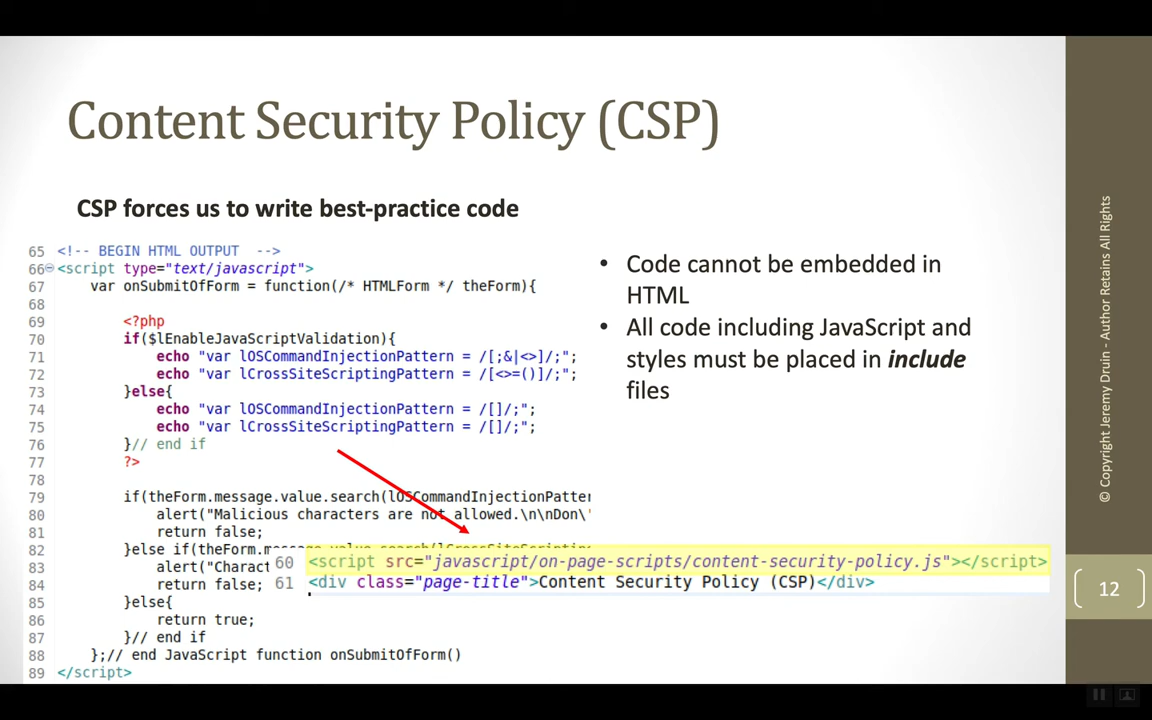 Content Security Policy (CSP)
CSP forces us to write best-practice code
65 <!-- BEGIN HTML OUTPUT -->
66 <script type="text/javascript">
67 var onSubmitOfForm = function(/* HTMLForm */ theForm){
68
69 <?php
70 if($lEnableJavaScriptValidation){
71 echo "var lOSCommandInjectionPattern = /[;&|<>]/;";
72 echo "var lCrossSiteScriptingPattern = /[<>=()]/;";
73 }else{
74 echo "var lOSCommandInjectionPattern = /[]/;";
75 echo "var lCrossSiteScriptingPattern = /[]/;";
76 }// end if
77 ?>
78
79 if(theForm.message.value.search(lOSCommandInjectionPatter
80 alert("Malicious characters are not allowed.\n\nDon\'
81 return false;
82 }else if(theForm.message.value.search(lCrossSiteScripting
83 alert("Charact
84 return false;
85 }else{
86 return true;
87 }// end if
88 };// end JavaScript function onSubmitOfForm()
89 </script>
60 <script src="javascript/on-page-scripts/content-security-policy.js"></script>
61 <div class="page-title">Content Security Policy (CSP)</div>
• Code cannot be embedded in
HTML
• All code including JavaScript and
styles must be placed in include
files
© Copyright Jeremy Druin - Author Retains All Rights
12